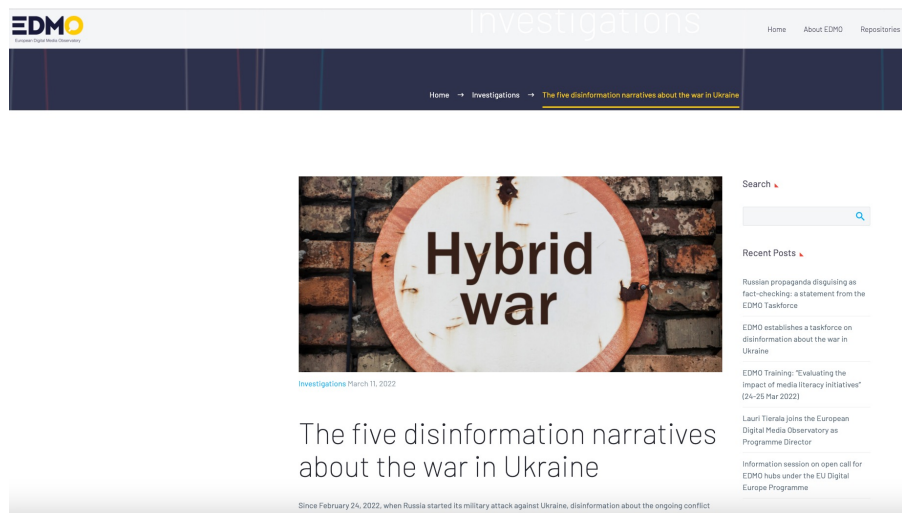 Investigations
EDMO
European Digital Media Observatory
Home
About EDMO
Repositories
Home → Investigations → The five disinformation narratives about the war in Ukraine
Hybrid
war
Investigations March 11, 2022
The five disinformation narratives
about the war in Ukraine
Since February 24, 2022, when Russia started its military attack against Ukraine, disinformation about the ongoing conflict
Search
Recent Posts
Russian propaganda disguising as
fact-checking: a statement from the
EDMO Taskforce
EDMO establishes a taskforce on
disinformation about the war in
Ukraine
EDMO Training: "Evaluating the
impact of media literacy initiatives"
(24-25 Mar 2022)
Lauri Tierala joins the European
Digital Media Observatory as
Programme Director
Information session on open call for
EDMO hubs under the EU Digital
Europe Programme